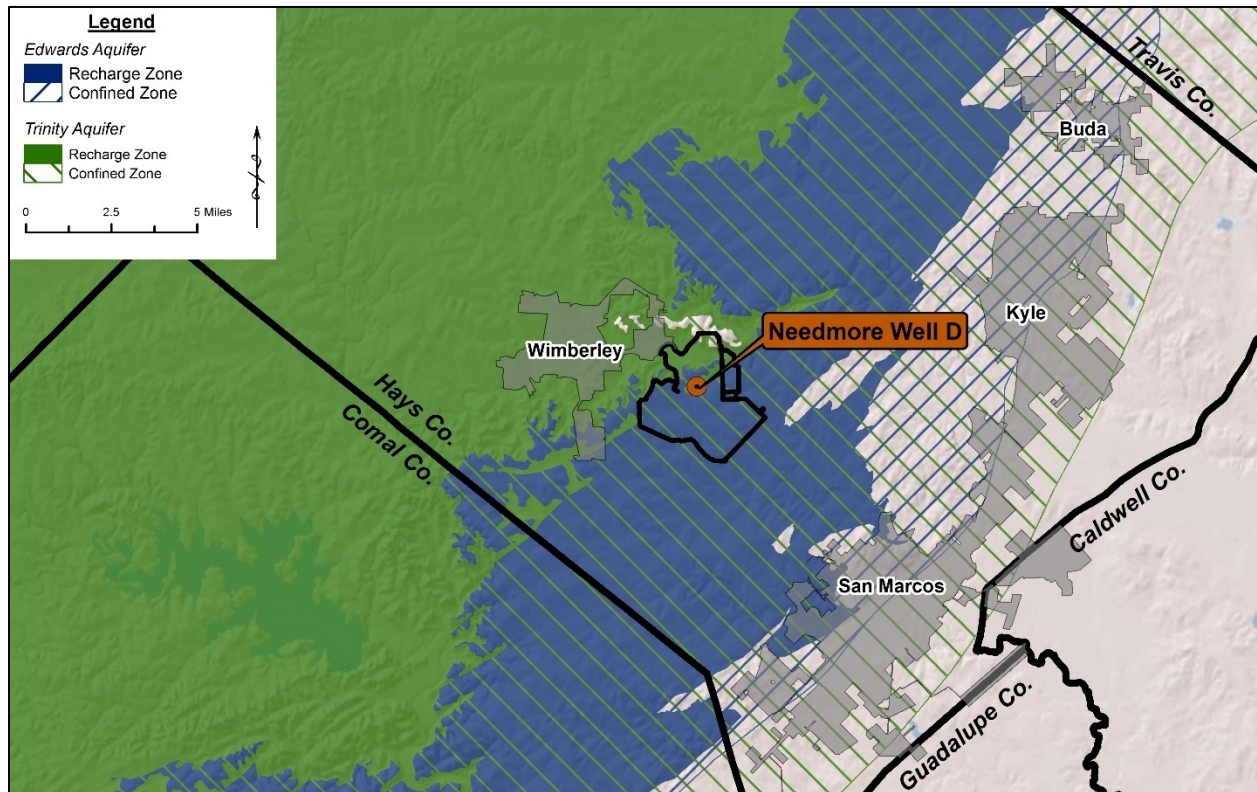 Legend
Edwards Aquifer
Recharge Zone
Confined Zone
Trinity Aquifer
Recharge Zone
Confined Zone
0 2.5 5 Miles
Travis Co.
Buda
Kyle
Needmore Well D
Wimberley
Hays Co.
Comal Co.
San Marcos
Caldwell Co.
Guadalupe Co.